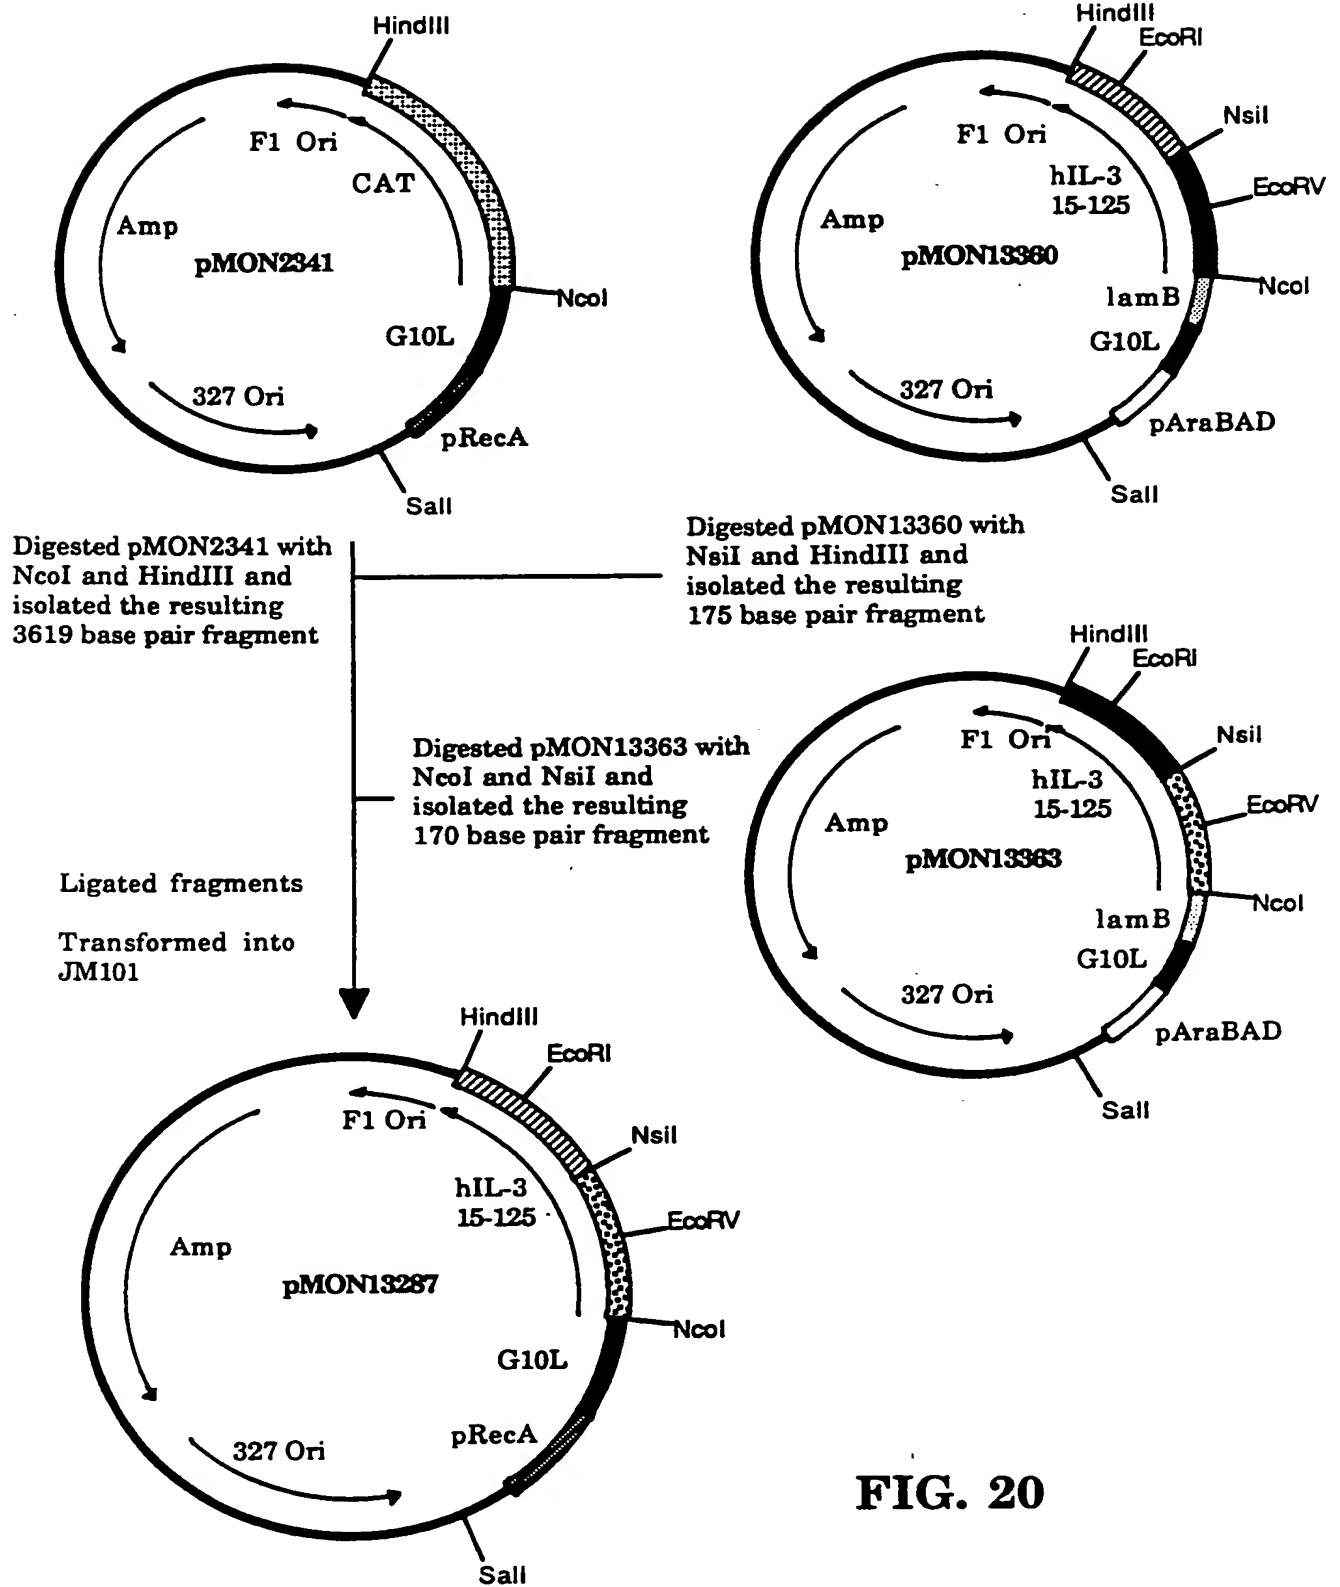 HindIII
F1 Ori
CAT
Amp
pMON2341
NcoI
G10L
327 Ori
pRecA
SalI
HindIII
EcoRI
NsiI
F1 Ori
hIL-3
15-125
EcoRV
Amp
pMON13360
NcoI
lamB
G10L
327 Ori
pAraBAD
SalI
Digested pMON2341 with
NcoI and HindIII and
isolated the resulting
3619 base pair fragment
Digested pMON13360 with
NsiI and HindIII and
isolated the resulting
175 base pair fragment
HindIII
EcoRI
NsiI
F1 Ori
hIL-3
15-125
EcoRV
Amp
pMON13363
NcoI
lamB
G10L
327 Ori
pAraBAD
SalI
Digested pMON13363 with
NcoI and NsiI and
isolated the resulting
170 base pair fragment
Ligated fragments
Transformed into
JM101
HindIII
EcoRI
F1 Ori
NsiI
hIL-3
15-125
EcoRV
Amp
pMON13287
NcoI
G10L
pRecA
327 Ori
SalI
FIG. 20